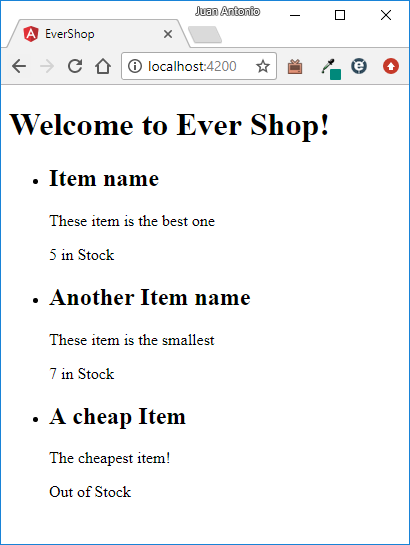 Juan Antonio
EverShop
localhost:4200
Welcome to Ever Shop!
Item name
These item is the best one
5 in Stock
Another Item name
These item is the smallest
7 in Stock
A cheap Item
The cheapest item!
Out of Stock